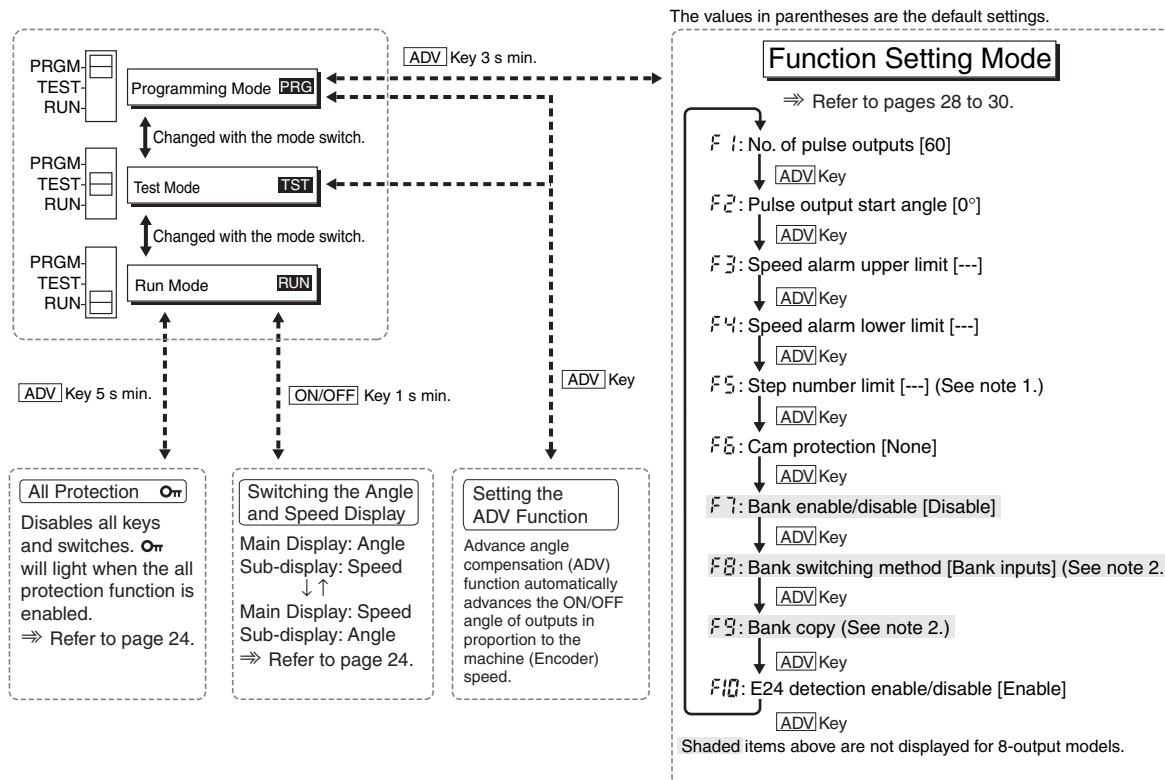 The values in parentheses are the default settings.
PRGM
TEST
RUN
Programming Mode PRG
Changed with the mode switch.
PRGM
TEST
RUN
Test Mode TST
Changed with the mode switch.
PRGM
TEST
RUN
Run Mode RUN
ADV Key 3 s min.
ADV Key 5 s min.
ON/OFF Key 1 s min.
ADV Key
All Protection
Disables all keys
and switches.
will light when the all
protection function is
enabled.
⇒ Refer to page 24.
Switching the Angle
and Speed Display
Main Display: Angle
Sub-display: Speed
↓↑
Main Display: Speed
Sub-display: Angle
⇒ Refer to page 24.
Setting the
ADV Function
Advance angle
compensation (ADV)
function automatically
advances the ON/OFF
angle of outputs in
proportion to the
machine (Encoder)
speed.
Function Setting Mode
⇒ Refer to pages 28 to 30.
F1: No. of pulse outputs [60]
ADV Key
F2: Pulse output start angle [0°]
ADV Key
F3: Speed alarm upper limit [---]
ADV Key
F4: Speed alarm lower limit [---]
ADV Key
F5: Step number limit [---] (See note 1.)
ADV Key
F6: Cam protection [None]
ADV Key
F7: Bank enable/disable [Disable]
ADV Key
F8: Bank switching method [Bank inputs] (See note 2.
ADV Key
F9: Bank copy (See note 2.)
ADV Key
F10: E24 detection enable/disable [Enable]
ADV Key
Shaded items above are not displayed for 8-output models.